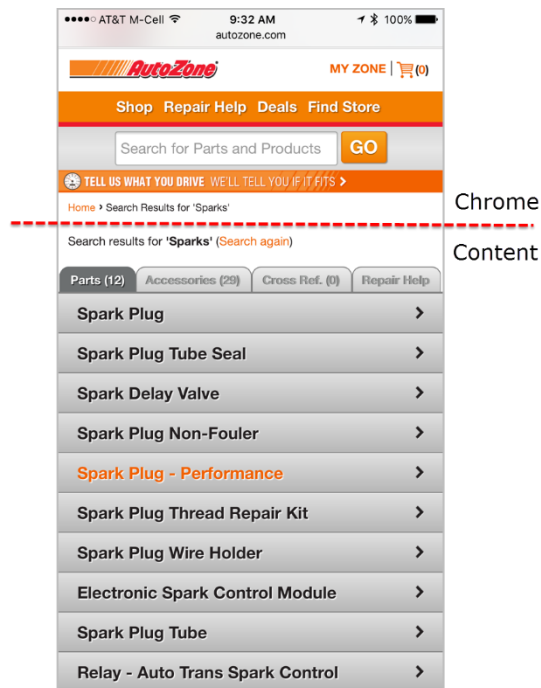 AT&T M-Cell 9:32 AM 100%
autozone.com
AutoZone MY ZONE | (0)
Shop Repair Help Deals Find Store
Search for Parts and Products GO
TELL US WHAT YOU DRIVE WE'LL TELL YOU IF IT FITS >
Home > Search Results for 'Sparks'
Chrome
Search results for 'Sparks' (Search again)
Content
Parts (12) Accessories (29) Cross Ref. (0) Repair Help
Spark Plug
Spark Plug Tube Seal
Spark Delay Valve
Spark Plug Non-Fouler
Spark Plug - Performance
Spark Plug Thread Repair Kit
Spark Plug Wire Holder
Electronic Spark Control Module
Spark Plug Tube
Relay - Auto Trans Spark Control